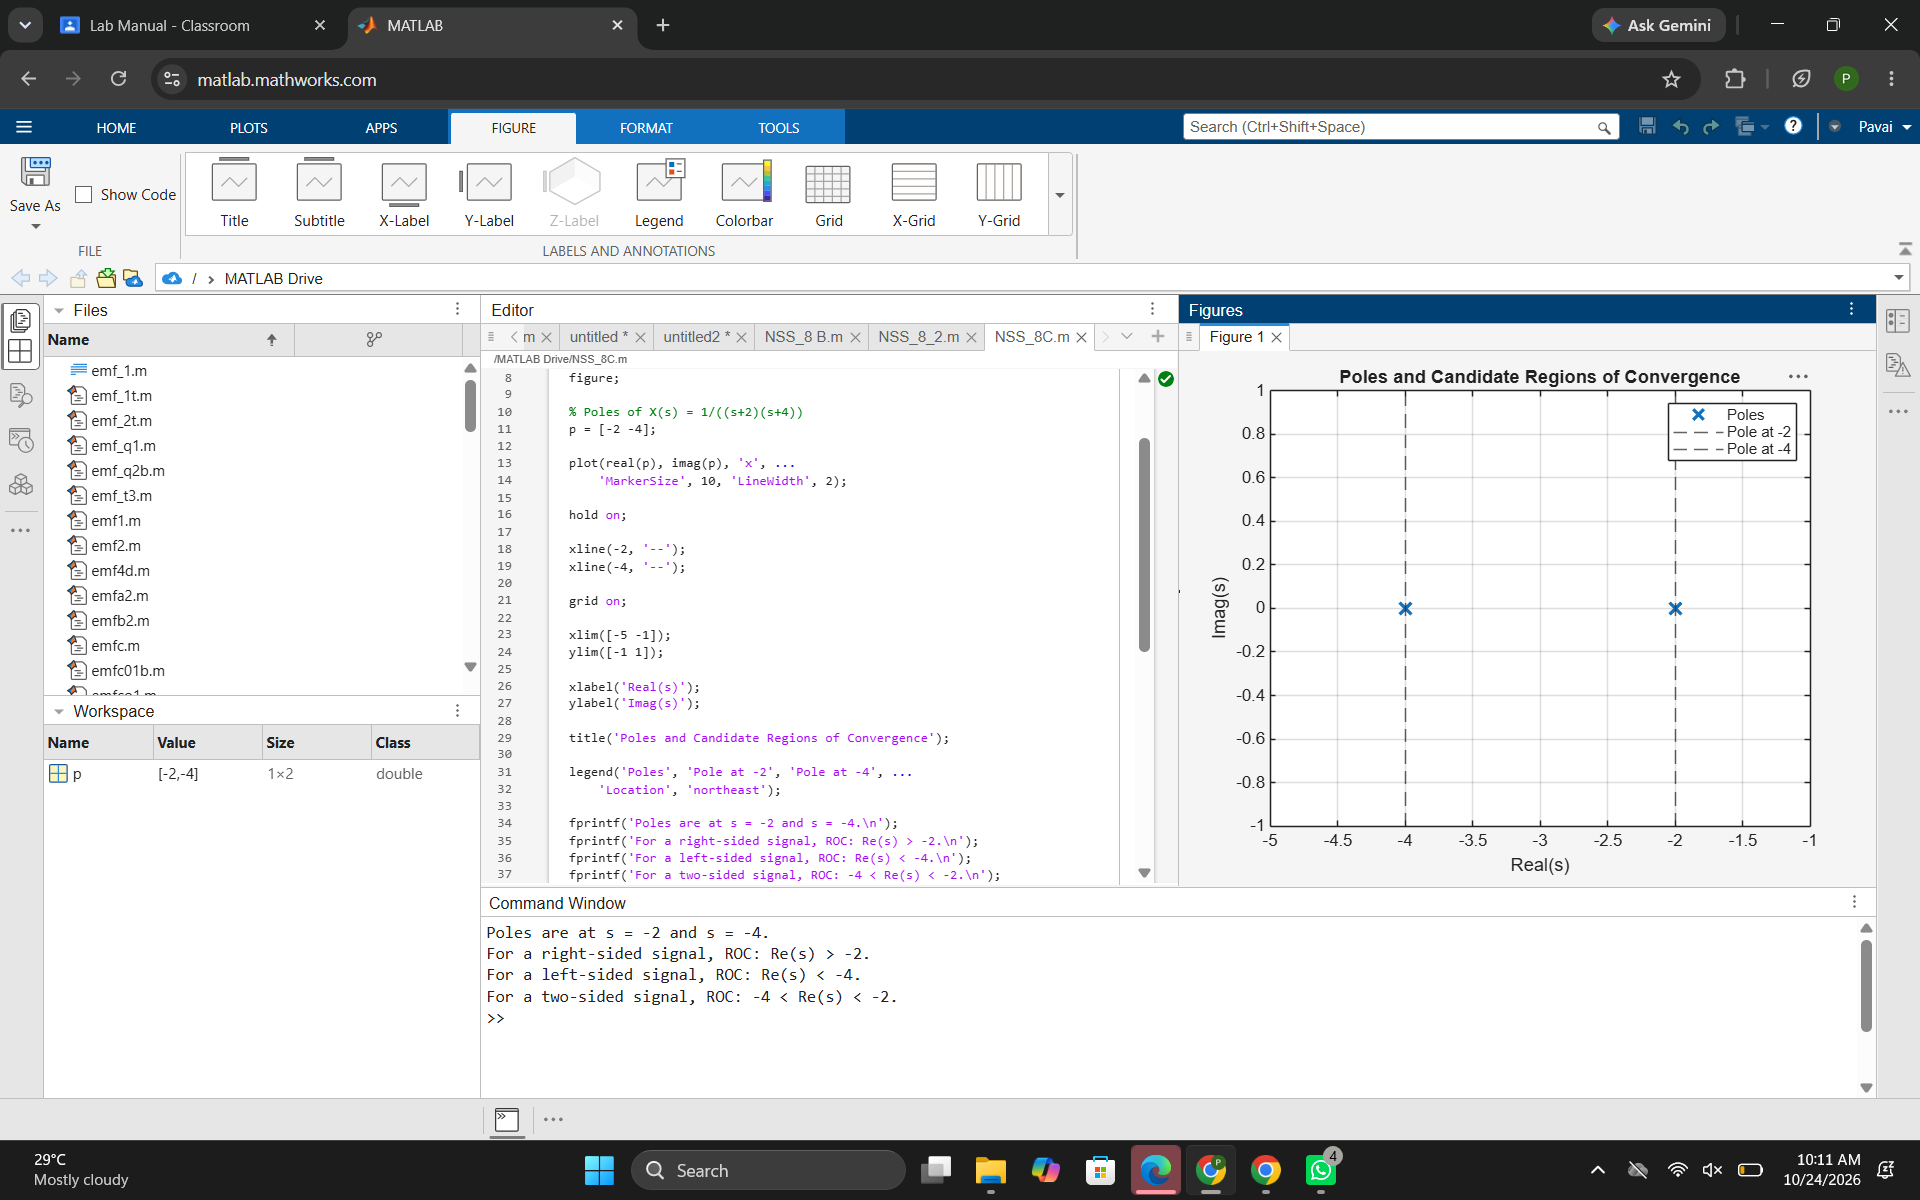 Lab Manual - Classroom
MATLAB
Ask Gemini
matlab.mathworks.com
P
HOME
PLOTS
APPS
FIGURE
FORMAT
TOOLS
Search (Ctrl+Shift+Space)
Pavai
Save As
Show Code
FILE
Title
Subtitle
X-Label
Y-Label
Z-Label
Legend
Colorbar
Grid
X-Grid
Y-Grid
LABELS AND ANNOTATIONS
/ › MATLAB Drive
Files
Name
emf_1.m
emf_1t.m
emf_2t.m
emf_q1.m
emf_q2b.m
emf_t3.m
emf1.m
emf2.m
emf4d.m
emfa2.m
emfb2.m
emfc.m
emfc01b.m
Workspace
Name Value Size Class
p [-2,-4] 1×2 double
Editor
m
untitled *
untitled2 *
NSS_8 B.m
NSS_8_2.m
NSS_8C.m
/MATLAB Drive/NSS_8C.m
8 figure;
9
10 % Poles of X(s) = 1/((s+2)(s+4))
11 p = [-2 -4];
12
13 plot(real(p), imag(p), 'x', ...
14 'MarkerSize', 10, 'LineWidth', 2);
15
16 hold on;
17
18 xline(-2, '--');
19 xline(-4, '--');
20
21 grid on;
22
23 xlim([-5 -1]);
24 ylim([-1 1]);
25
26 xlabel('Real(s)');
27 ylabel('Imag(s)');
28
29 title('Poles and Candidate Regions of Convergence');
30
31 legend('Poles', 'Pole at -2', 'Pole at -4', ...
32 'Location', 'northeast');
33
34 fprintf('Poles are at s = -2 and s = -4.\n');
35 fprintf('For a right-sided signal, ROC: Re(s) > -2.\n');
36 fprintf('For a left-sided signal, ROC: Re(s) < -4.\n');
37 fprintf('For a two-sided signal, ROC: -4 < Re(s) < -2.\n');
Figures
Figure 1
Poles and Candidate Regions of Convergence
Poles
Pole at -2
Pole at -4
1
0.8
0.6
0.4
0.2
0
-0.2
-0.4
-0.6
-0.8
-1
Imag(s)
-5 -4.5 -4 -3.5 -3 -2.5 -2 -1.5 -1
Real(s)
Command Window
Poles are at s = -2 and s = -4.
For a right-sided signal, ROC: Re(s) > -2.
For a left-sided signal, ROC: Re(s) < -4.
For a two-sided signal, ROC: -4 < Re(s) < -2.
>>
29°C
Mostly cloudy
Search
4
10:11 AM
10/24/2026